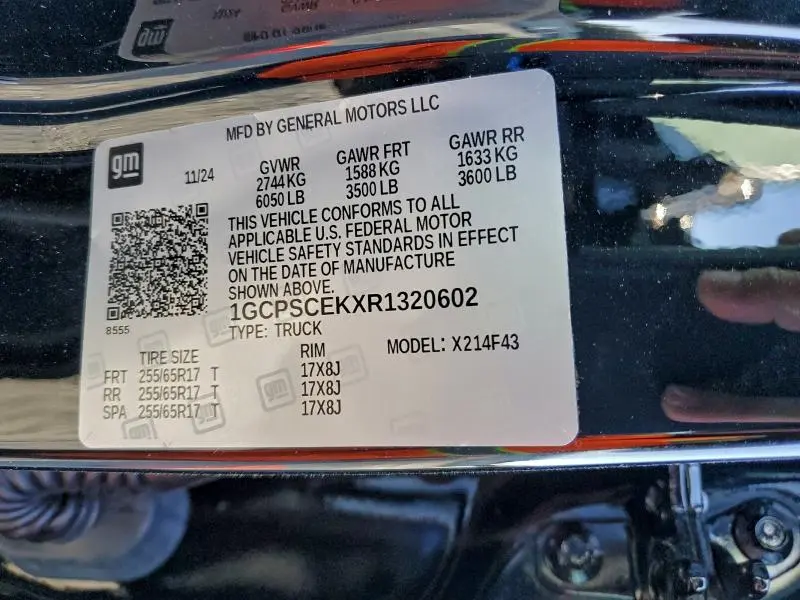 MFD BY GENERAL MOTORS LLC
gm
11/24
GVWR GAWR FRT GAWR RR
2744 KG 1588 KG 1633 KG
6050 LB 3500 LB 3600 LB
THIS VEHICLE CONFORMS TO ALL
APPLICABLE U.S. FEDERAL MOTOR
VEHICLE SAFETY STANDARDS IN EFFECT
ON THE DATE OF MANUFACTURE
SHOWN ABOVE.
8555
1GCPSCEKXR1320602
TYPE: TRUCK
TIRE SIZE RIM MODEL: X214F43
FRT 255/65R17 T 17X8J
RR 255/65R17 T 17X8J
SPA 255/65R17 T 17X8J